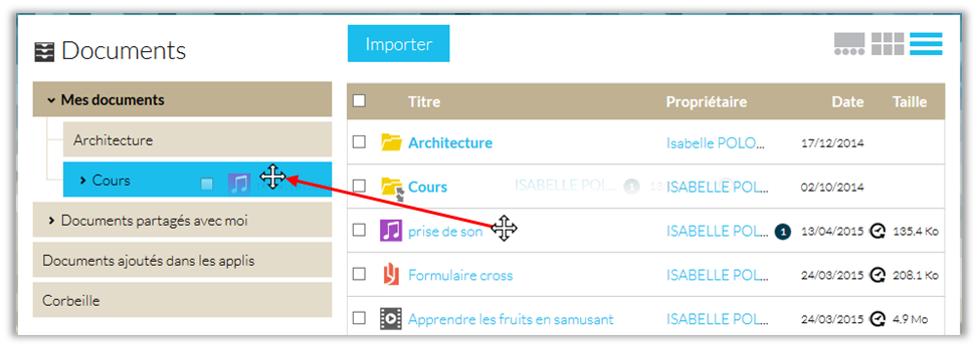 Documents
Importer
Mes documents
Architecture
Cours
Documents partagés avec moi
Documents ajoutés dans les applis
Corbeille
Titre Propriétaire Date Taille
Architecture Isabelle POLO... 17/12/2014
Cours ISABELLE POL... 1 ISABELLE POL... 02/10/2014
prise de son ISABELLE POL... 1 13/04/2015 135.4 Ko
Formulaire cross ISABELLE POL... 24/03/2015 208.1 Ko
Apprendre les fruits en samusant ISABELLE POL... 24/03/2015 4.9 Mo